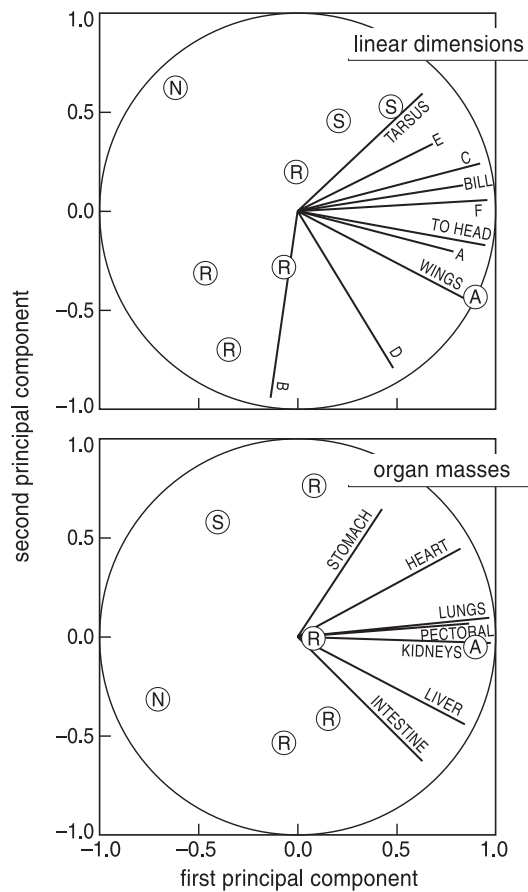 1.0
linear dimensions
N
S
S
0.5
TARSUS
E
C
R
BILL
0.0
F
TO HEAD
A
R
R
WINGS
A
−0.5
R
D
B
−1.0
second principal component
1.0
organ masses
R
S
STOMACH
0.5
HEART
LUNGS
0.0
R
PECTORAL
KIDNEYS
A
N
LIVER
R
INTESTINE
−0.5
R
−1.0
−1.0
−0.5
0.0
0.5
1.0
first principal component